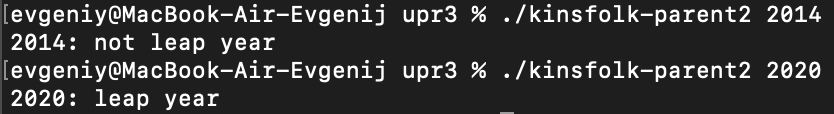 [evgeniy@MacBook-Air-Evgenij upr3 % ./kinsfolk-parent2 2014
2014: not leap year
[evgeniy@MacBook-Air-Evgenij upr3 % ./kinsfolk-parent2 2020
2020: leap year